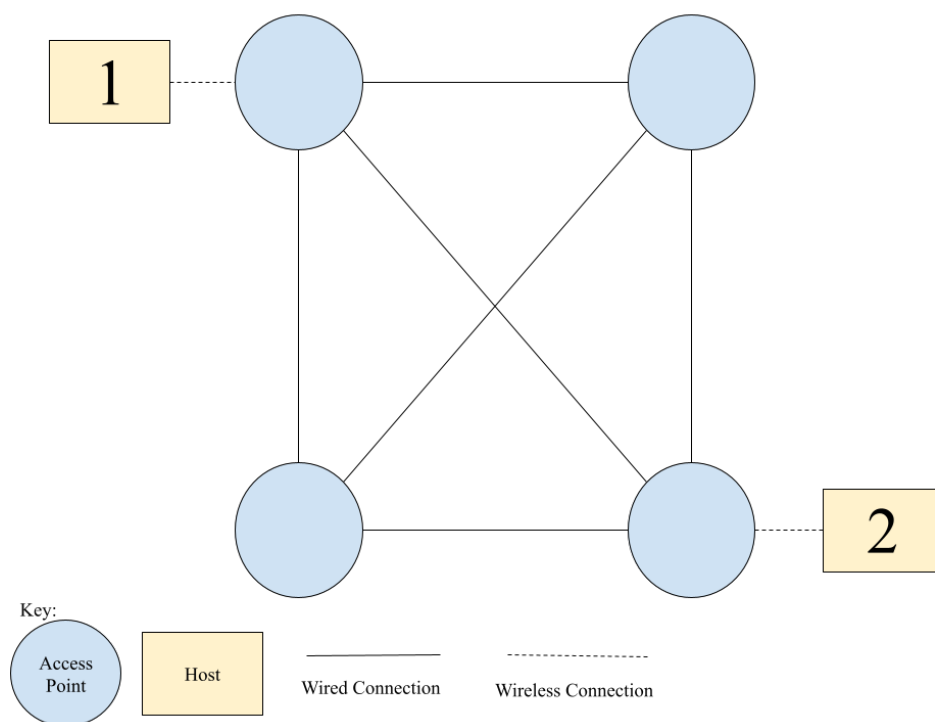 1
2
Key:
Access
Point
Host
Wired Connection
Wireless Connection